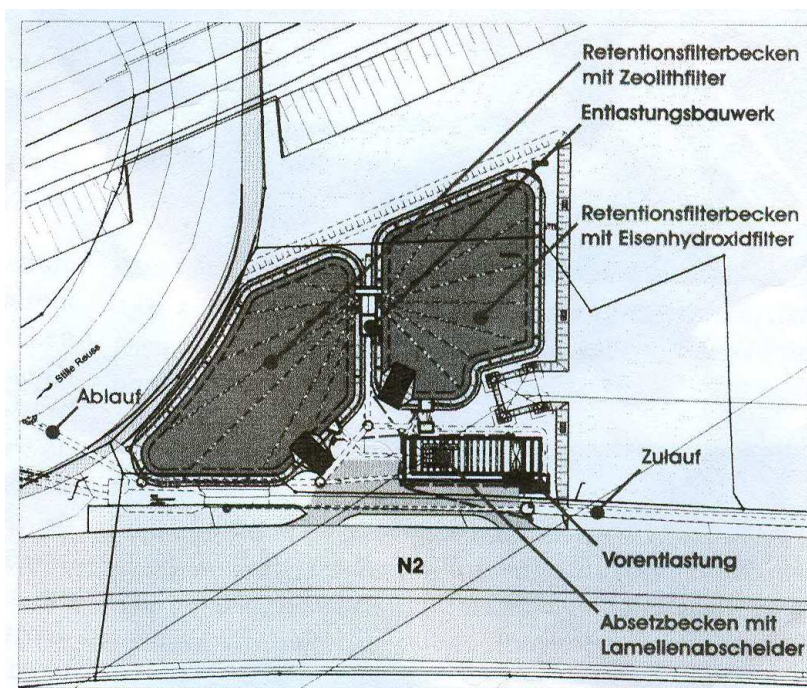 Retentionsfilterbecken
mit Zeolithfilter
Entlastungsbauwerk
Retentionsfilterbecken
mit Eisenhydroxidfilter
Stille Reuss
Ablauf
Zulauf
N2
Vorentlastung
Absetzbecken mit
Lamellenabscheider